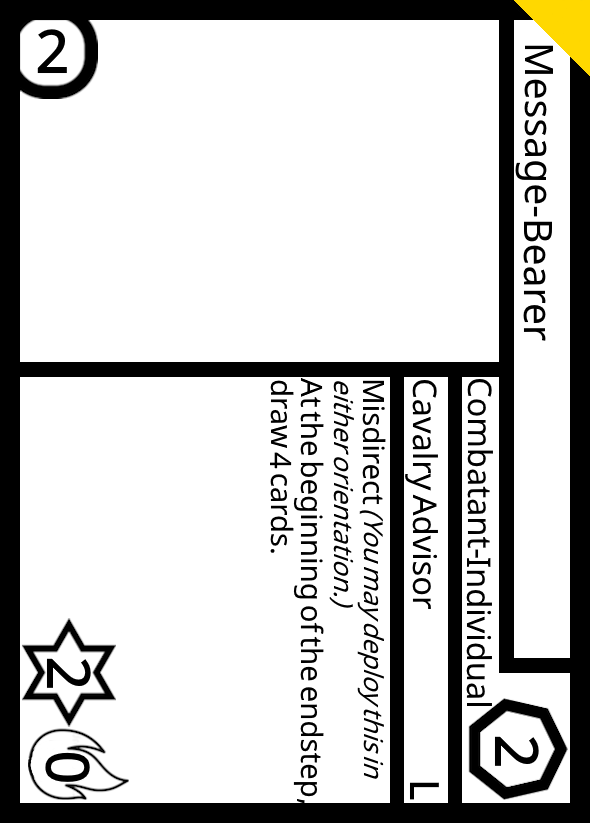 2
Message-Bearer
2
Combatant-Individual
Cavalry Advisor
L
Misdirect (You may deploy this in
either orientation.)
At the beginning of the endstep,
draw 4 cards.
2
0